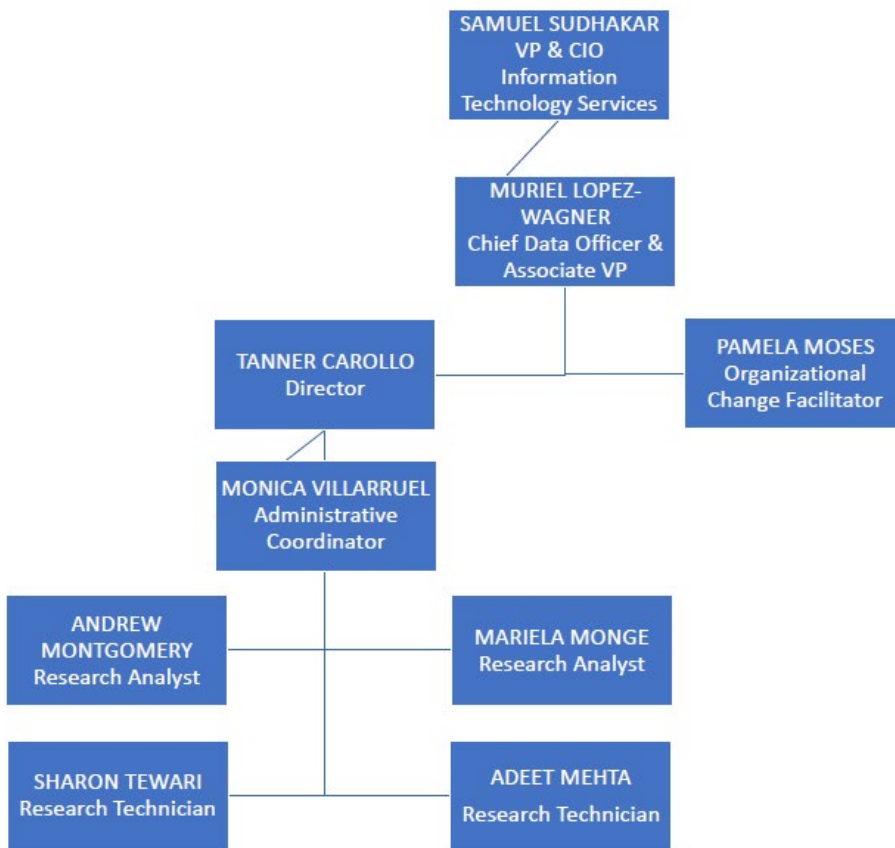 SAMUEL SUDHAKAR
VP & CIO
Information
Technology Services
MURIEL LOPEZ-
WAGNER
Chief Data Officer &
Associate VP
TANNER CAROLLO
Director
PAMELA MOSES
Organizational
Change Facilitator
MONICA VILLARRUEL
Administrative
Coordinator
ANDREW
MONTGOMERY
Research Analyst
MARIELA MONGE
Research Analyst
SHARON TEWARI
Research Technician
ADEET MEHTA
Research Technician